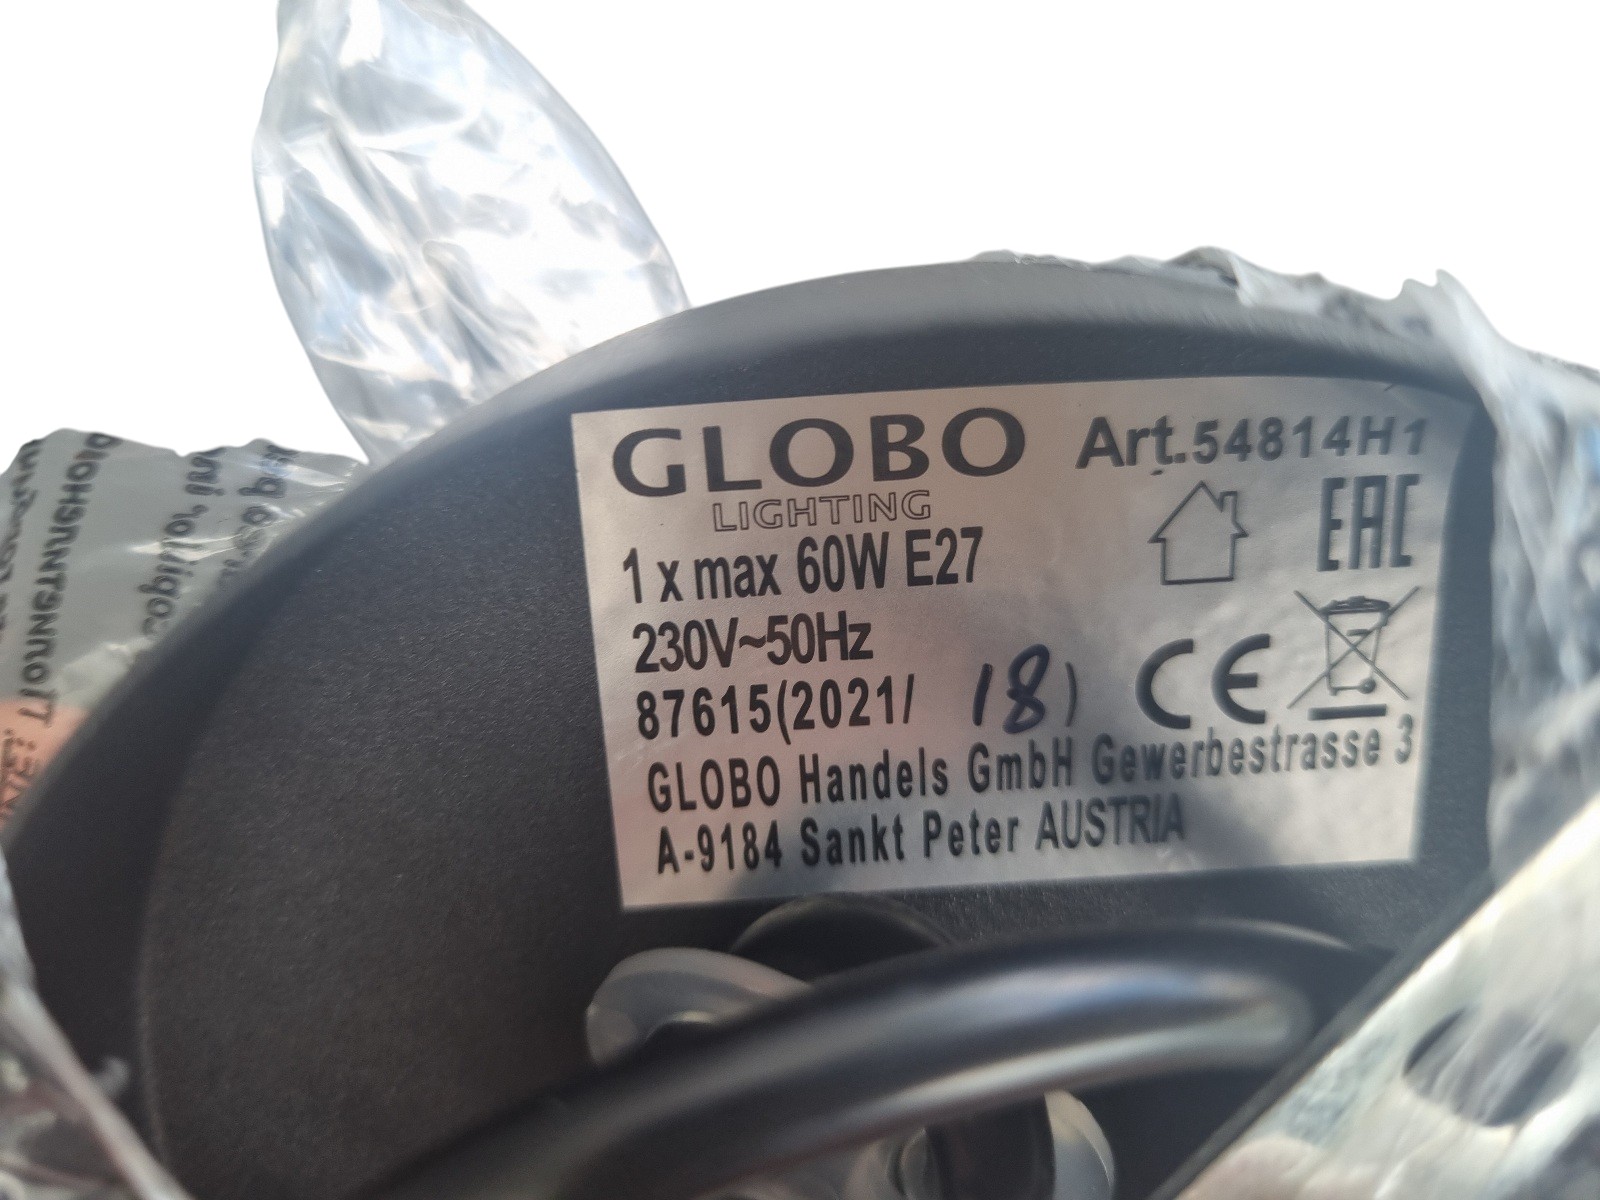 GLOBO Art.54814H1
LIGHTING
EAC
1 x max 60W E27
230V~50Hz
87615(2021/ 18)
CE
GLOBO Handels GmbH Gewerbestrasse 3
A-9184 Sankt Peter AUSTRIA